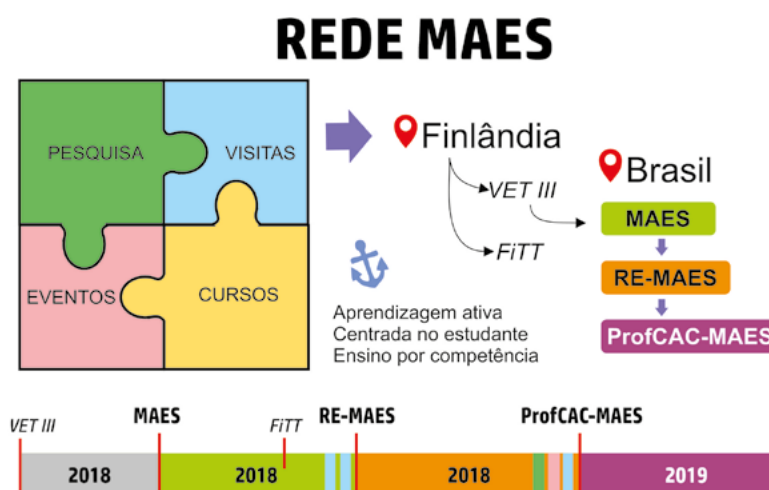 REDE MAES
PESQUISA
VISITAS
EVENTOS
CURSOS
Finlândia
VET III
FiTT
Brasil
MAES
RE-MAES
ProfCAC-MAES
Aprendizagem ativa
Centrada no estudante
Ensino por competência
VET III
MAES
FiTT
RE-MAES
ProfCAC-MAES
2018
2018
2018
2019